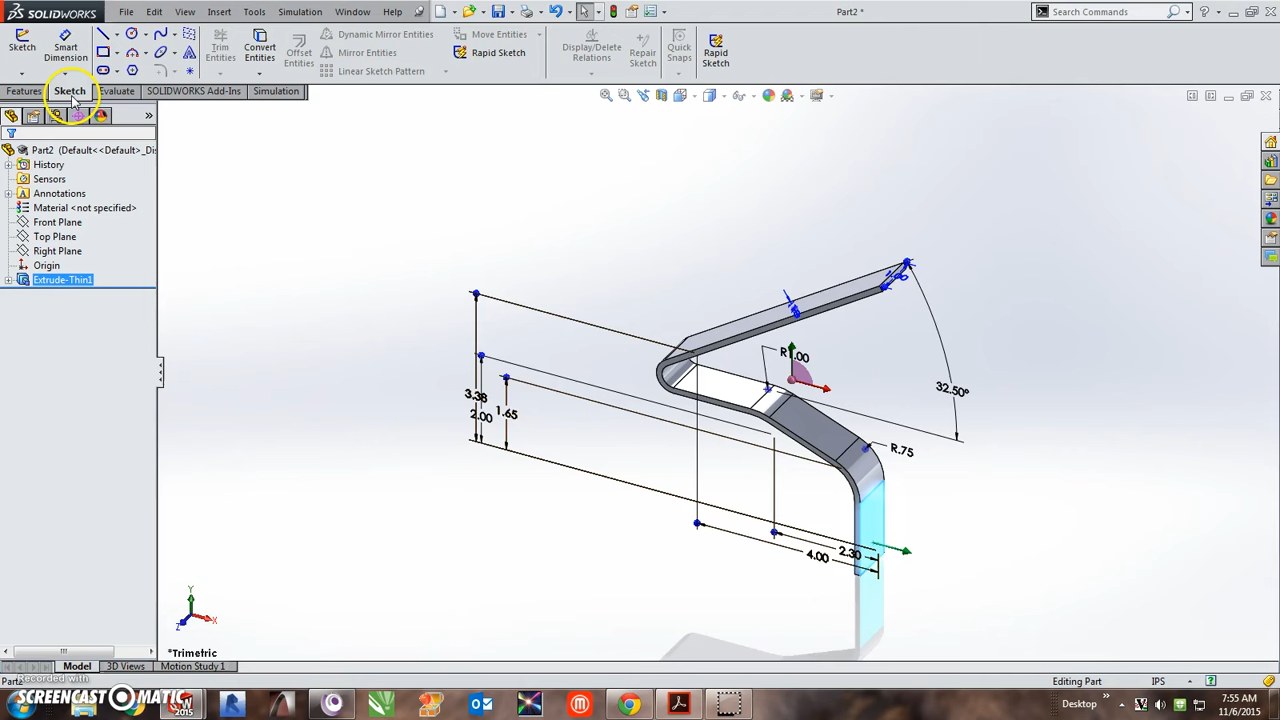 SOLIDWORKS File Edit View Insert Tools Simulation Window Help Part2 * Search Commands
Sketch Smart Dimension Trim Entities Convert Entities Offset Entities Dynamic Mirror Entities Mirror Entities Linear Sketch Pattern Move Entities Rapid Sketch Display/Delete Relations Repair Sketch Quick Snaps Rapid Sketch
Features Sketch Evaluate SOLIDWORKS Add-Ins Simulation
Part2 (Default<<Default>_Dis
History
Sensors
Annotations
Material <not specified>
Front Plane
Top Plane
Right Plane
Origin
Extrude-Thin1
R1.00
32.50°
3.38
2.00
1.65
R.75
2.30
4.00
Y
X
Z
*Trimetric
Model 3D Views Motion Study 1
Recorded with
SCREENCAST MATIC
Part2 Editing Part IPS
2015
Desktop
7:55 AM
11/6/2015